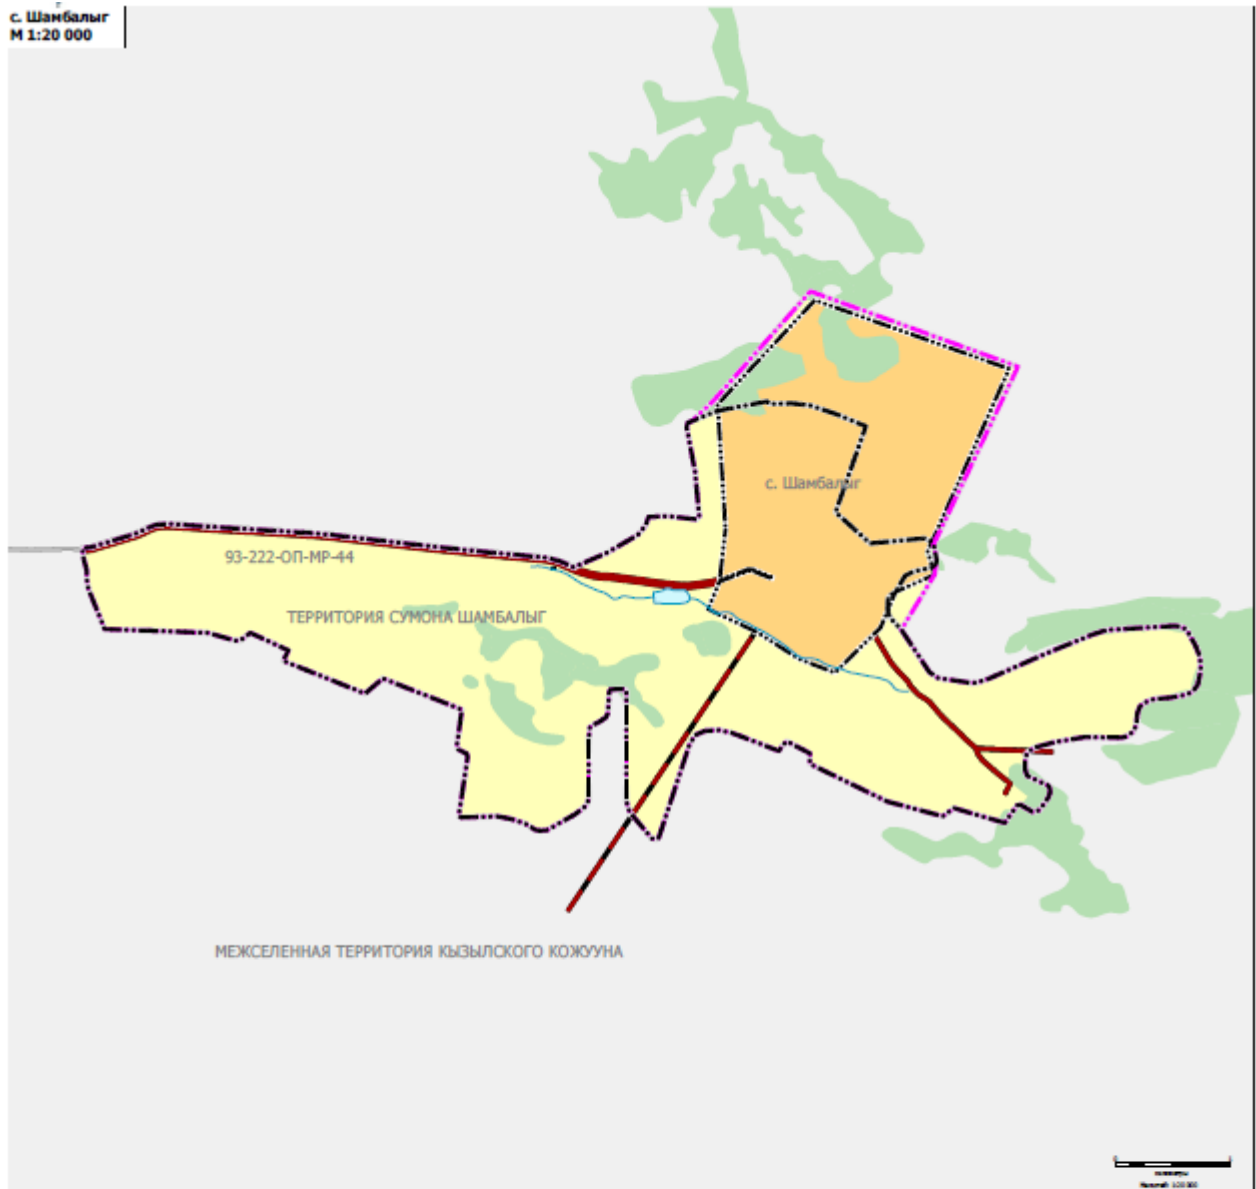 с. Шамбалыг
М 1:20 000
с. Шамбалыг
93-222-ОП-МР-44
ТЕРРИТОРИЯ СУМОНА ШАМБАЛЫГ
МЕЖСЕЛЕННАЯ ТЕРРИТОРИЯ КЫЗЫЛСКОГО КОЖУУНА